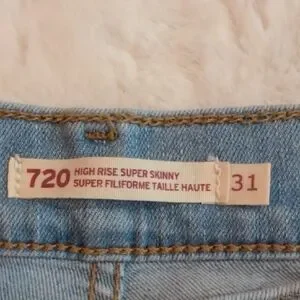 720 HIGH RISE SUPER SKINNY
SUPER FILIFORME TAILLE HAUTE 31